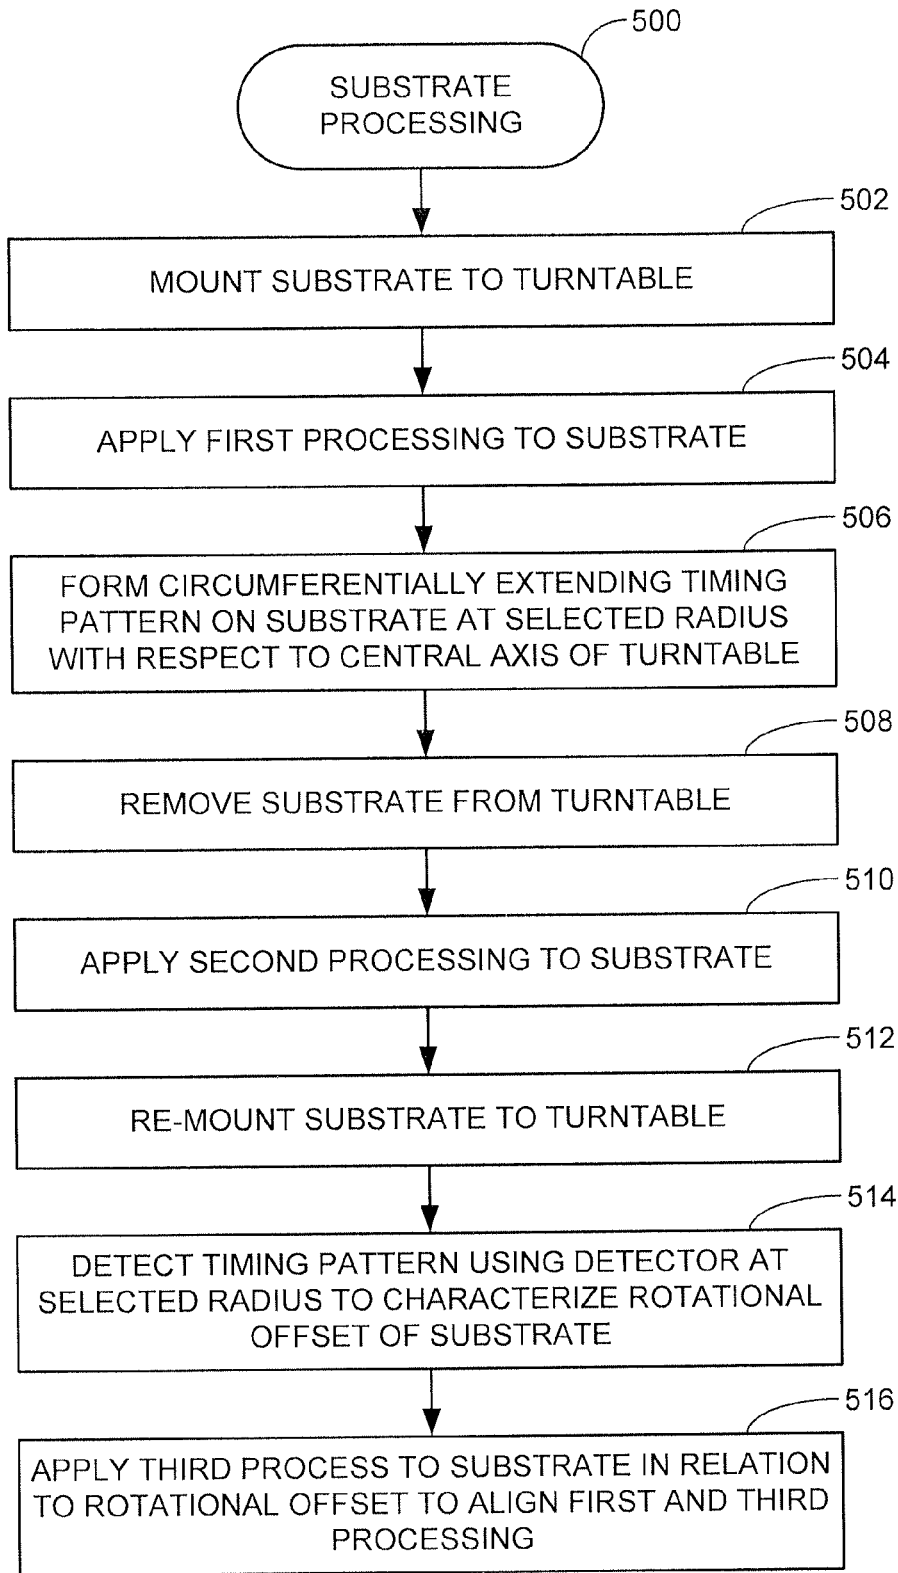 500
SUBSTRATE
PROCESSING
502
MOUNT SUBSTRATE TO TURNTABLE
504
APPLY FIRST PROCESSING TO SUBSTRATE
506
FORM CIRCUMFERENTIALLY EXTENDING TIMING
PATTERN ON SUBSTRATE AT SELECTED RADIUS
WITH RESPECT TO CENTRAL AXIS OF TURNTABLE
508
REMOVE SUBSTRATE FROM TURNTABLE
510
APPLY SECOND PROCESSING TO SUBSTRATE
512
RE-MOUNT SUBSTRATE TO TURNTABLE
514
DETECT TIMING PATTERN USING DETECTOR AT
SELECTED RADIUS TO CHARACTERIZE ROTATIONAL
OFFSET OF SUBSTRATE
516
APPLY THIRD PROCESS TO SUBSTRATE IN RELATION
TO ROTATIONAL OFFSET TO ALIGN FIRST AND THIRD
PROCESSING